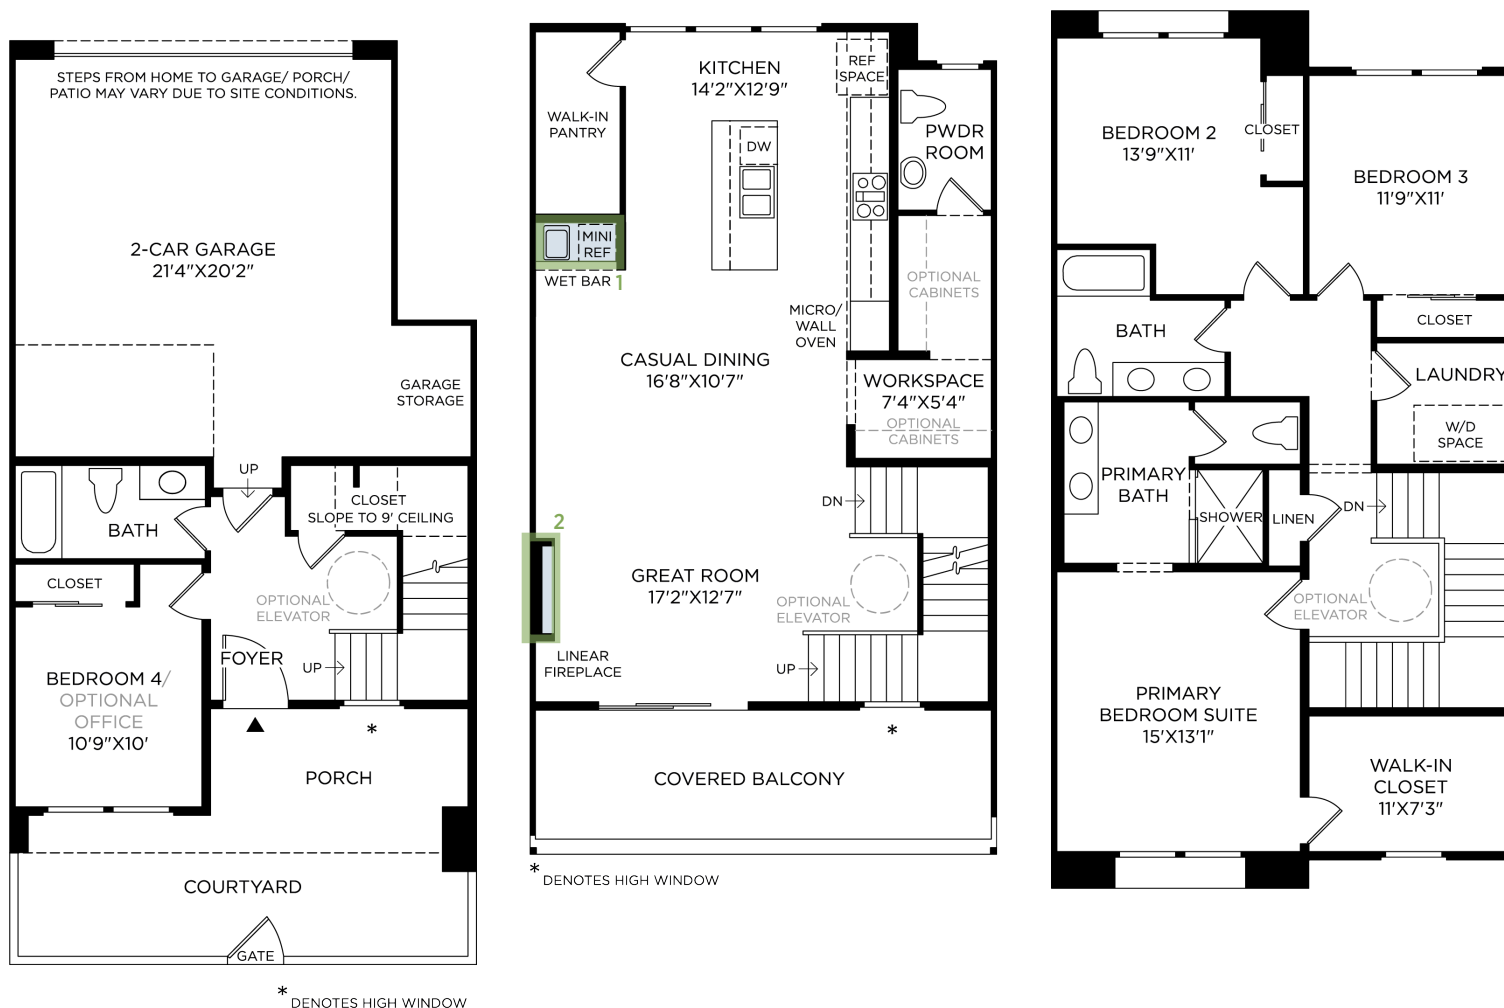 STEPS FROM HOME TO GARAGE/ PORCH/
PATIO MAY VARY DUE TO SITE CONDITIONS.
2-CAR GARAGE
21'4"X20'2"
GARAGE
STORAGE
UP
BATH
CLOSET
SLOPE TO 9' CEILING
CLOSET
OPTIONAL
ELEVATOR
FOYER
UP
BEDROOM 4/
OPTIONAL
OFFICE
10'9"X10'
*
PORCH
COURTYARD
GATE
* DENOTES HIGH WINDOW
KITCHEN
14'2"X12'9"
REF
SPACE
WALK-IN
PANTRY
DW
PWDR
ROOM
MINI
REF
WET BAR 1
OPTIONAL
CABINETS
MICRO/
WALL
OVEN
CASUAL DINING
16'8"X10'7"
WORKSPACE
7'4"X5'4"
OPTIONAL
CABINETS
DN
2
GREAT ROOM
17'2"X12'7"
OPTIONAL
ELEVATOR
LINEAR
FIREPLACE
UP
*
COVERED BALCONY
* DENOTES HIGH WINDOW
BEDROOM 2
13'9"X11'
CLOSET
BEDROOM 3
11'9"X11'
BATH
CLOSET
LAUNDRY
W/D
SPACE
PRIMARY
BATH
SHOWER
LINEN
DN
OPTIONAL
ELEVATOR
PRIMARY
BEDROOM SUITE
15'X13'1"
WALK-IN
CLOSET
11'X7'3"